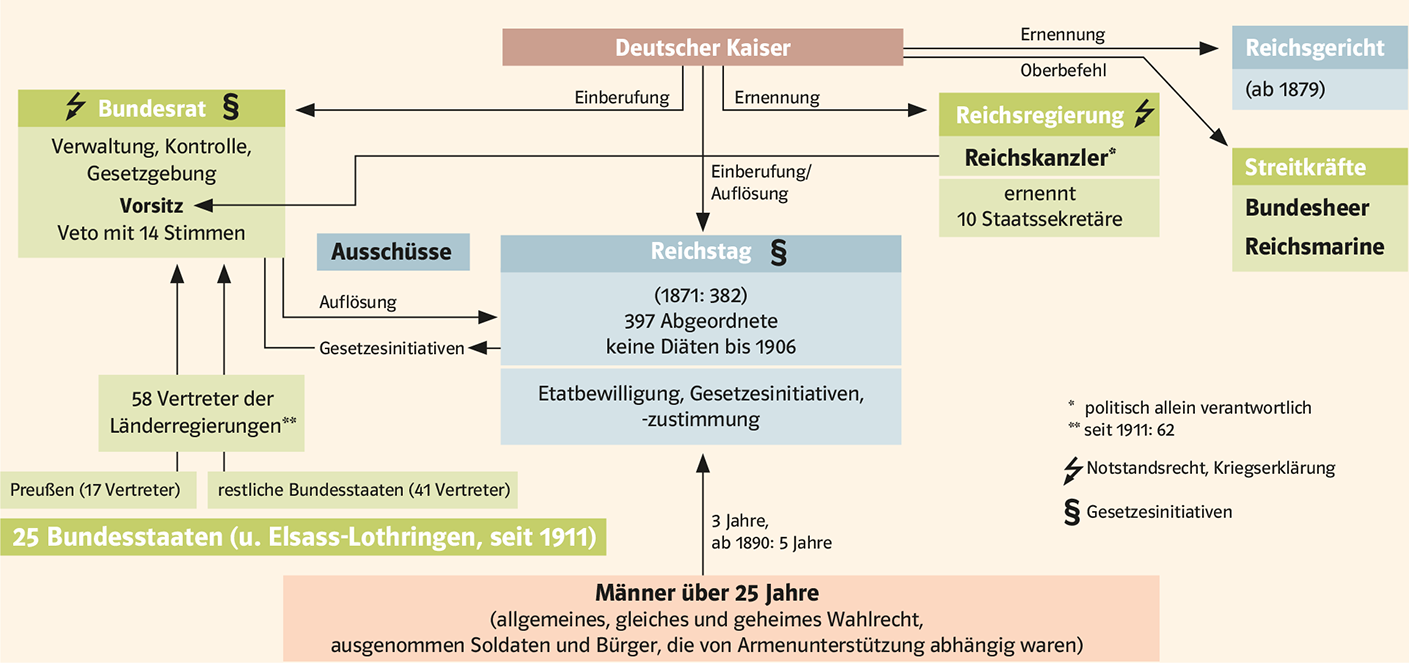 Deutscher Kaiser
Ernennung
Oberbefehl
Reichsgericht
(ab 1879)
Einberufung
Ernennung
Bundesrat §
Verwaltung, Kontrolle,
Gesetzgebung
Vorsitz
Veto mit 14 Stimmen
Einberufung/
Auflösung
Reichsregierung
Reichskanzler*
ernennt
10 Staatssekretäre
Streitkräfte
Bundesheer
Reichsmarine
Ausschüsse
Auflösung
Gesetzesinitiativen
Reichstag §
(1871: 382)
397 Abgeordnete
keine Diäten bis 1906
Etatbewilligung, Gesetzesinitiativen,
-zustimmung
58 Vertreter der
Länderregierungen**
Preußen (17 Vertreter)
restliche Bundesstaaten (41 Vertreter)
25 Bundesstaaten (u. Elsass-Lothringen, seit 1911)
3 Jahre,
ab 1890: 5 Jahre
* politisch allein verantwortlich
** seit 1911: 62
Notstandsrecht, Kriegserklärung
§ Gesetzesinitiativen
Männer über 25 Jahre
(allgemeines, gleiches und geheimes Wahlrecht,
ausgenommen Soldaten und Bürger, die von Armenunterstützung abhängig waren)